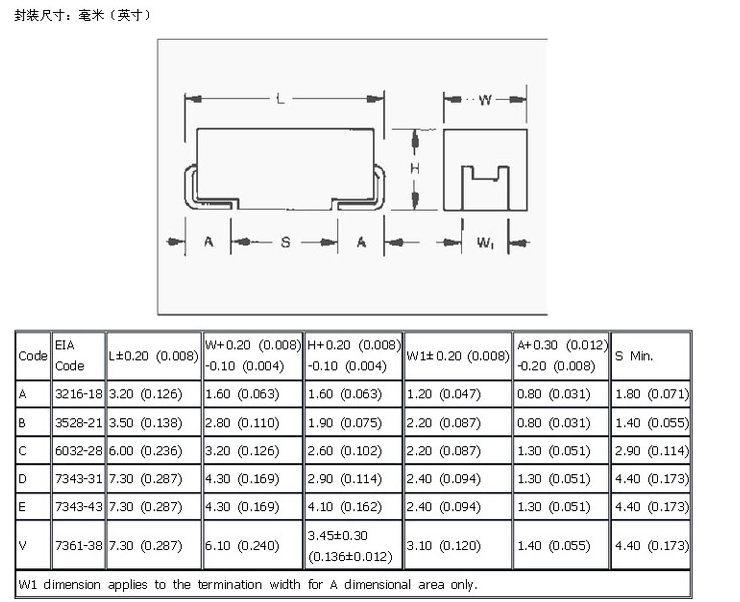 封装尺寸：毫米（英寸）
L
W
H
A
S
A
W₁
Code EIA Code L±0.20 (0.008) W+0.20 (0.008) -0.10 (0.004) H+0.20 (0.008) -0.10 (0.004) W1±0.20 (0.008) A+0.30 (0.012) -0.20 (0.008) S Min.
A 3216-18 3.20 (0.126) 1.60 (0.063) 1.60 (0.063) 1.20 (0.047) 0.80 (0.031) 1.80 (0.071)
B 3528-21 3.50 (0.138) 2.80 (0.110) 1.90 (0.075) 2.20 (0.087) 0.80 (0.031) 1.40 (0.055)
C 6032-28 6.00 (0.236) 3.20 (0.126) 2.60 (0.102) 2.20 (0.087) 1.30 (0.051) 2.90 (0.114)
D 7343-31 7.30 (0.287) 4.30 (0.169) 2.90 (0.114) 2.40 (0.094) 1.30 (0.051) 4.40 (0.173)
E 7343-43 7.30 (0.287) 4.30 (0.169) 4.10 (0.162) 2.40 (0.094) 1.30 (0.051) 4.40 (0.173)
V 7361-38 7.30 (0.287) 6.10 (0.240) 3.45±0.30 (0.136±0.012) 3.10 (0.120) 1.40 (0.055) 4.40 (0.173)
W1 dimension applies to the termination width for A dimensional area only.